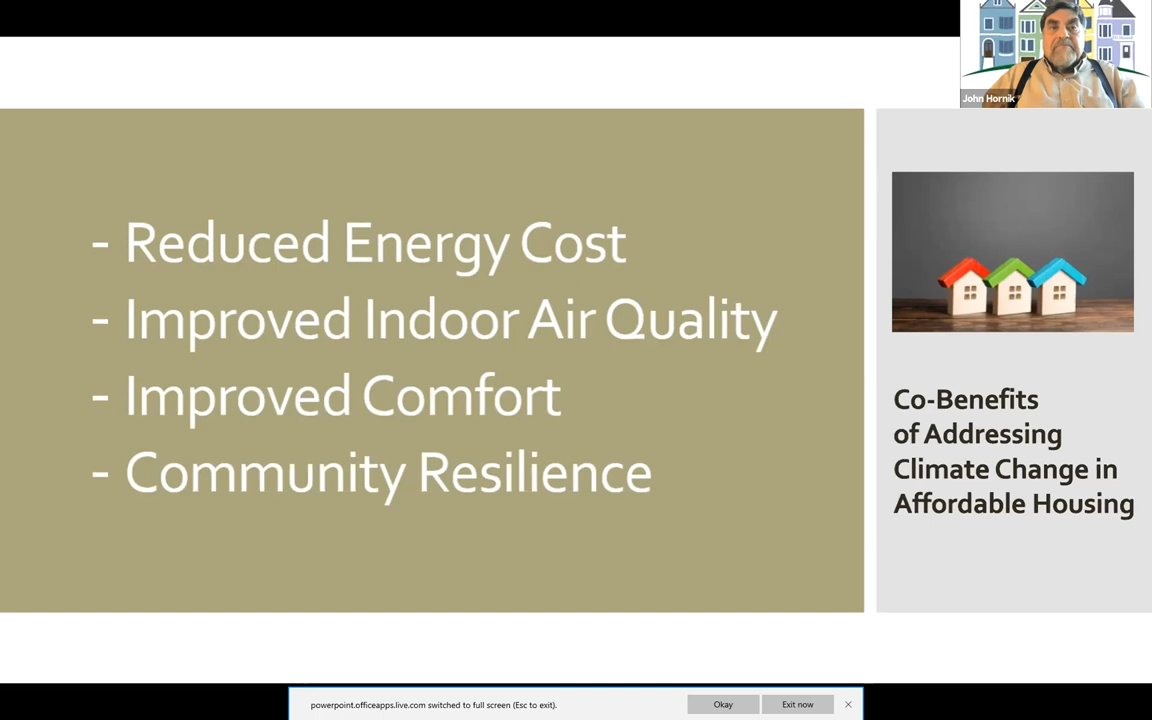 John Hornik
- Reduced Energy Cost
- Improved Indoor Air Quality
- Improved Comfort
- Community Resilience
Co-Benefits
of Addressing
Climate Change in
Affordable Housing
powerpoint.officeapps.live.com switched to full screen (Esc to exit).
Okay
Exit now